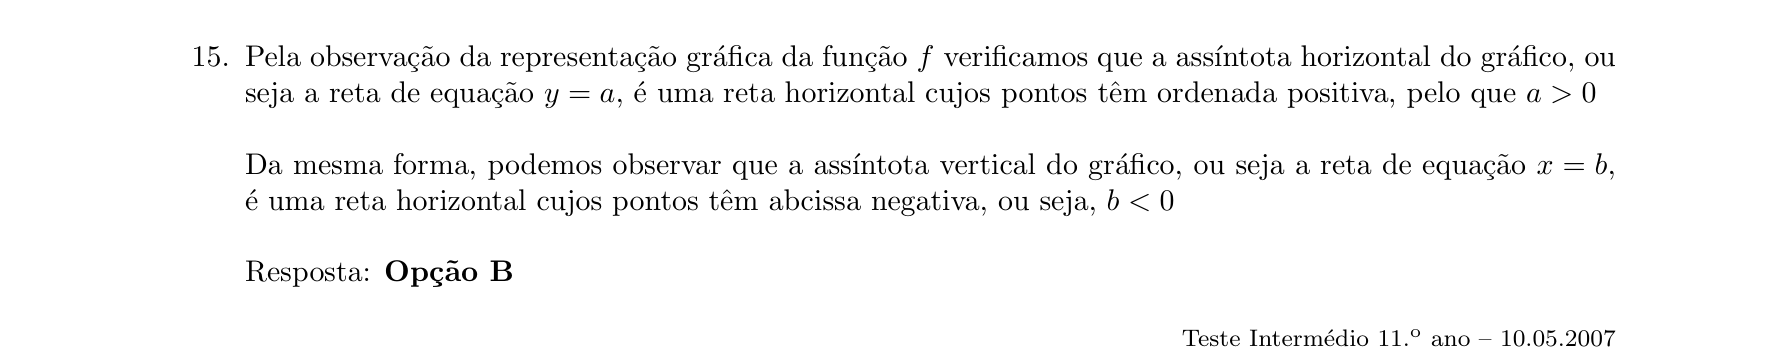 15. Pela observação da representação gráfica da função f verificamos que a assíntota horizontal do gráfico, ou
seja a reta de equação y = a, é uma reta horizontal cujos pontos têm ordenada positiva, pelo que a > 0
Da mesma forma, podemos observar que a assíntota vertical do gráfico, ou seja a reta de equação x = b,
é uma reta horizontal cujos pontos têm abcissa negativa, ou seja, b < 0
Resposta: Opção B
Teste Intermédio 11.º ano – 10.05.2007